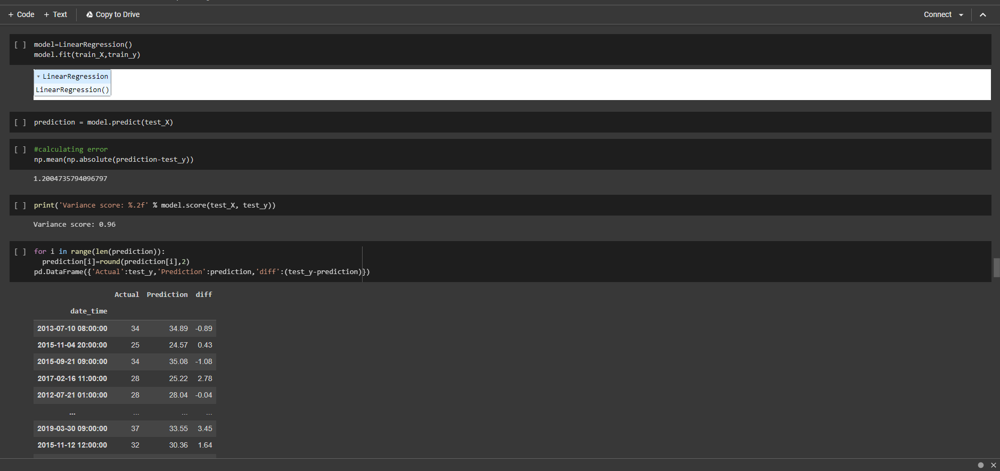 + Code + Text Copy to Drive Connect
[ ] model=LinearRegression()
model.fit(train_X,train_y)
▾ LinearRegression
LinearRegression()
[ ] prediction = model.predict(test_X)
[ ] #calculating error
np.mean(np.absolute(prediction-test_y))
1.2004735794096797
[ ] print('Variance score: %.2f' % model.score(test_X, test_y))
Variance score: 0.96
[ ] for i in range(len(prediction)):
prediction[i]=round(prediction[i],2)
pd.DataFrame({'Actual':test_y,'Prediction':prediction,'diff':(test_y-prediction)})
Actual Prediction diff
date_time
2013-07-10 08:00:00 34 34.89 -0.89
2015-11-04 20:00:00 25 24.57 0.43
2015-09-21 09:00:00 34 35.08 -1.08
2017-02-16 11:00:00 28 25.22 2.78
2012-07-21 01:00:00 28 28.04 -0.04
... ... ... ...
2019-03-30 09:00:00 37 33.55 3.45
2015-11-12 12:00:00 32 30.36 1.64